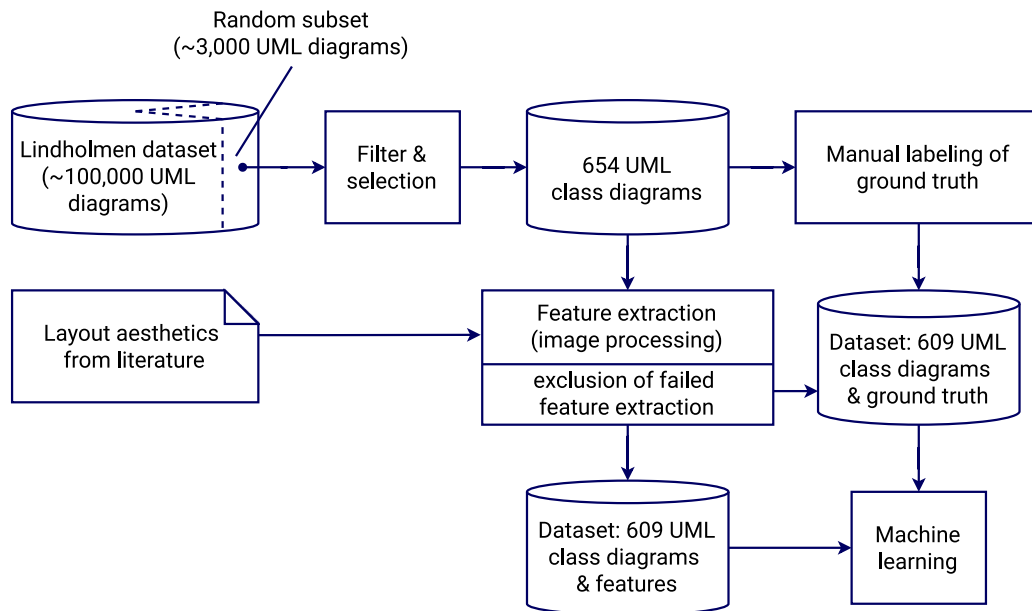 Random subset
(~3,000 UML diagrams)
Lindholmen dataset
(~100,000 UML
diagrams)
Filter &
selection
654 UML
class diagrams
Manual labeling of
ground truth
Layout aesthetics
from literature
Feature extraction
(image processing)
exclusion of failed
feature extraction
Dataset: 609 UML
class diagrams
& ground truth
Dataset: 609 UML
class diagrams
& features
Machine
learning